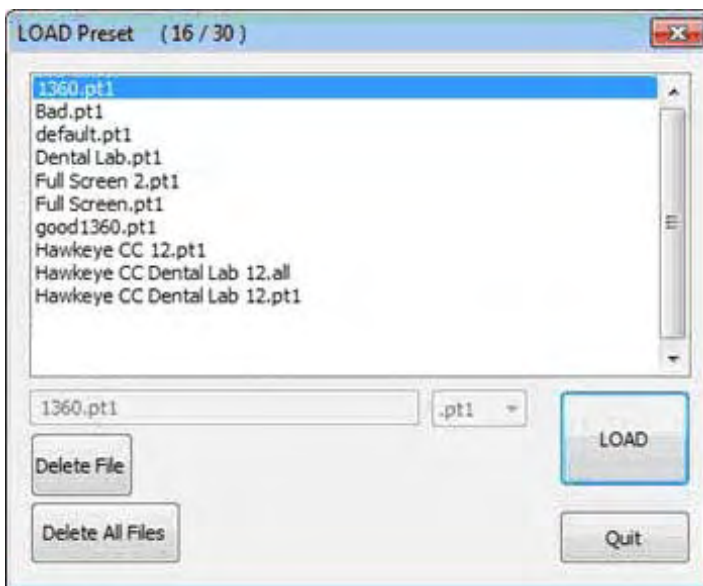 LOAD Preset (16 / 30)
1360.pt1
Bad.pt1
default.pt1
Dental Lab.pt1
Full Screen 2.pt1
Full Screen.pt1
good1360.pt1
Hawkeye CC 12.pt1
Hawkeye CC Dental Lab 12.all
Hawkeye CC Dental Lab 12.pt1
1360.pt1 .pt1
LOAD
Delete File
Delete All Files
Quit